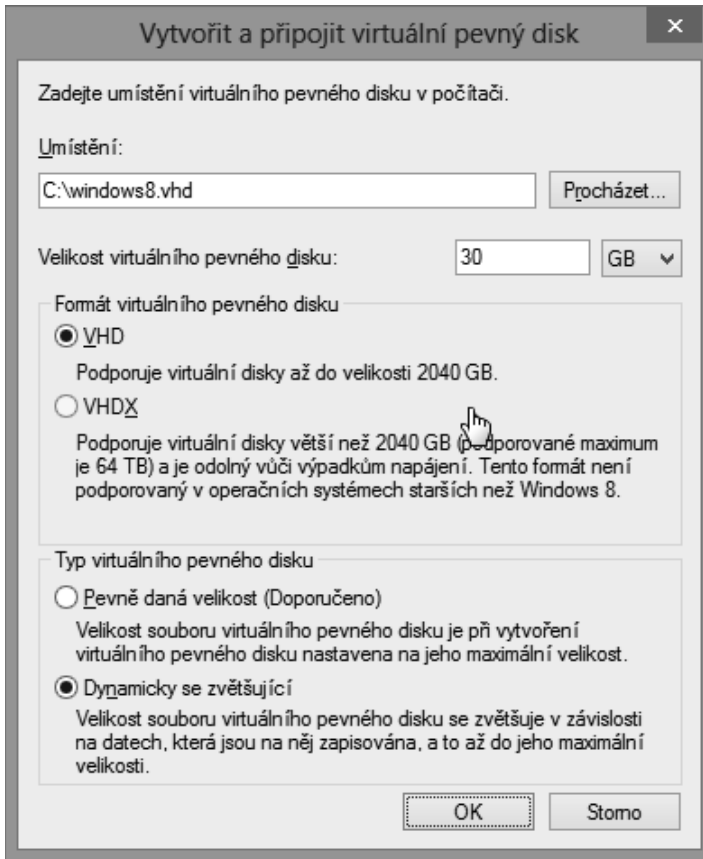 Vytvořit a připojit virtuální pevný disk
Zadejte umístění virtuálního pevného disku v počítači.
Umístění:
C:\windows8.vhd Procházet...
Velikost virtuálního pevného disku: 30 GB
Formát virtuálního pevného disku
VHD
Podporuje virtuální disky až do velikosti 2040 GB.
VHDX
Podporuje virtuální disky větší než 2040 GB (podporované maximum
je 64 TB) a je odolný vůči výpadkům napájení. Tento formát není
podporovaný v operačních systémech starších než Windows 8.
Typ virtuálního pevného disku
Pevně daná velikost (Doporučeno)
Velikost souboru virtuálního pevného disku je při vytvoření
virtuálního pevného disku nastavena na jeho maximální velikost.
Dynamicky se zvětšující
Velikost souboru virtuálního pevného disku se zvětšuje v závislosti
na datech, která jsou na něj zapisována, a to až do jeho maximální
velikosti.
OK Storno